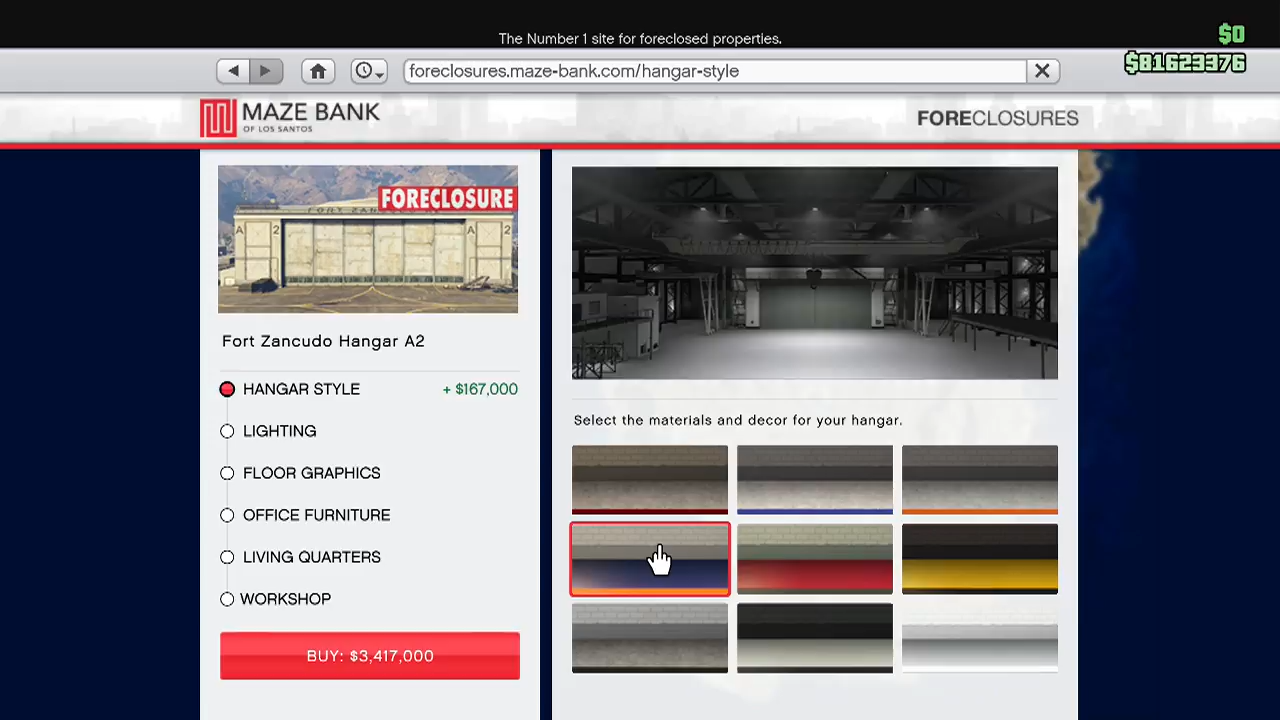 The Number 1 site for foreclosed properties.
$0
$81623376
foreclosures.maze-bank.com/hangar-style
MAZE BANK
OF LOS SANTOS
FORECLOSURES
FORECLOSURE
A 2
A 2
Fort Zancudo Hangar A2
HANGAR STYLE + $167,000
LIGHTING
FLOOR GRAPHICS
OFFICE FURNITURE
LIVING QUARTERS
WORKSHOP
BUY: $3,417,000
Select the materials and decor for your hangar.